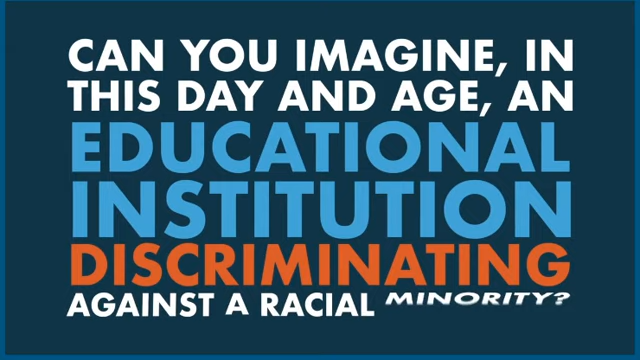 CAN YOU IMAGINE, IN
THIS DAY AND AGE, AN
EDUCATIONAL
INSTITUTION
DISCRIMINATING
AGAINST A RACIAL MINORITY?